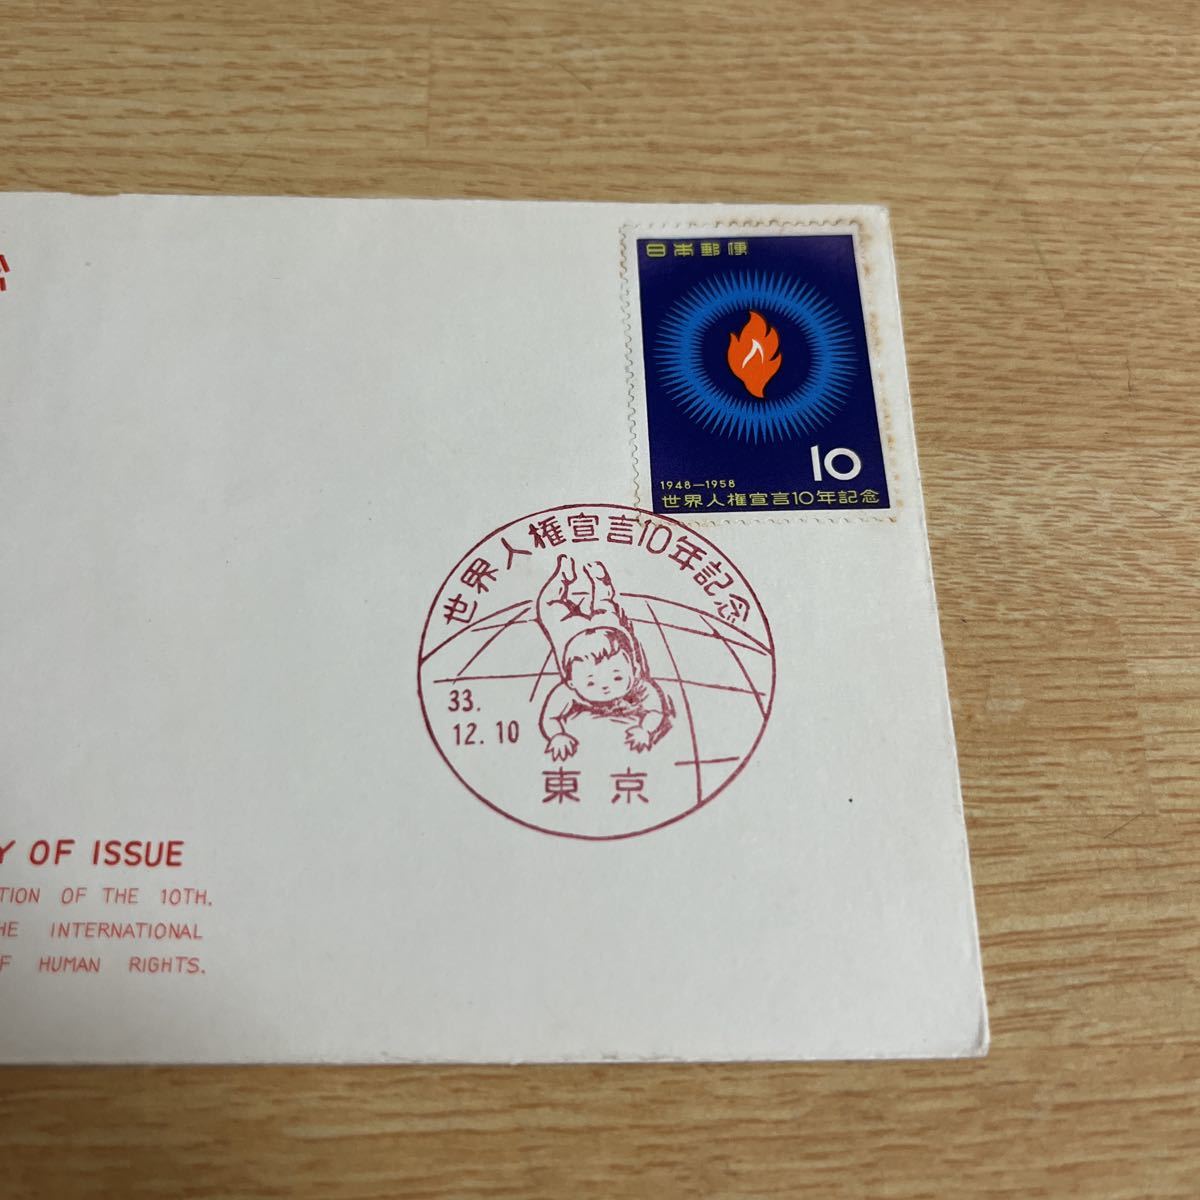 日本郵便
10
1948—1958
世界人権宣言10年記念
世界人権宣言10年記念
33.
12.10
東京
OF ISSUE
OF THE 10TH,
INTERNATIONAL
HUMAN RIGHTS.